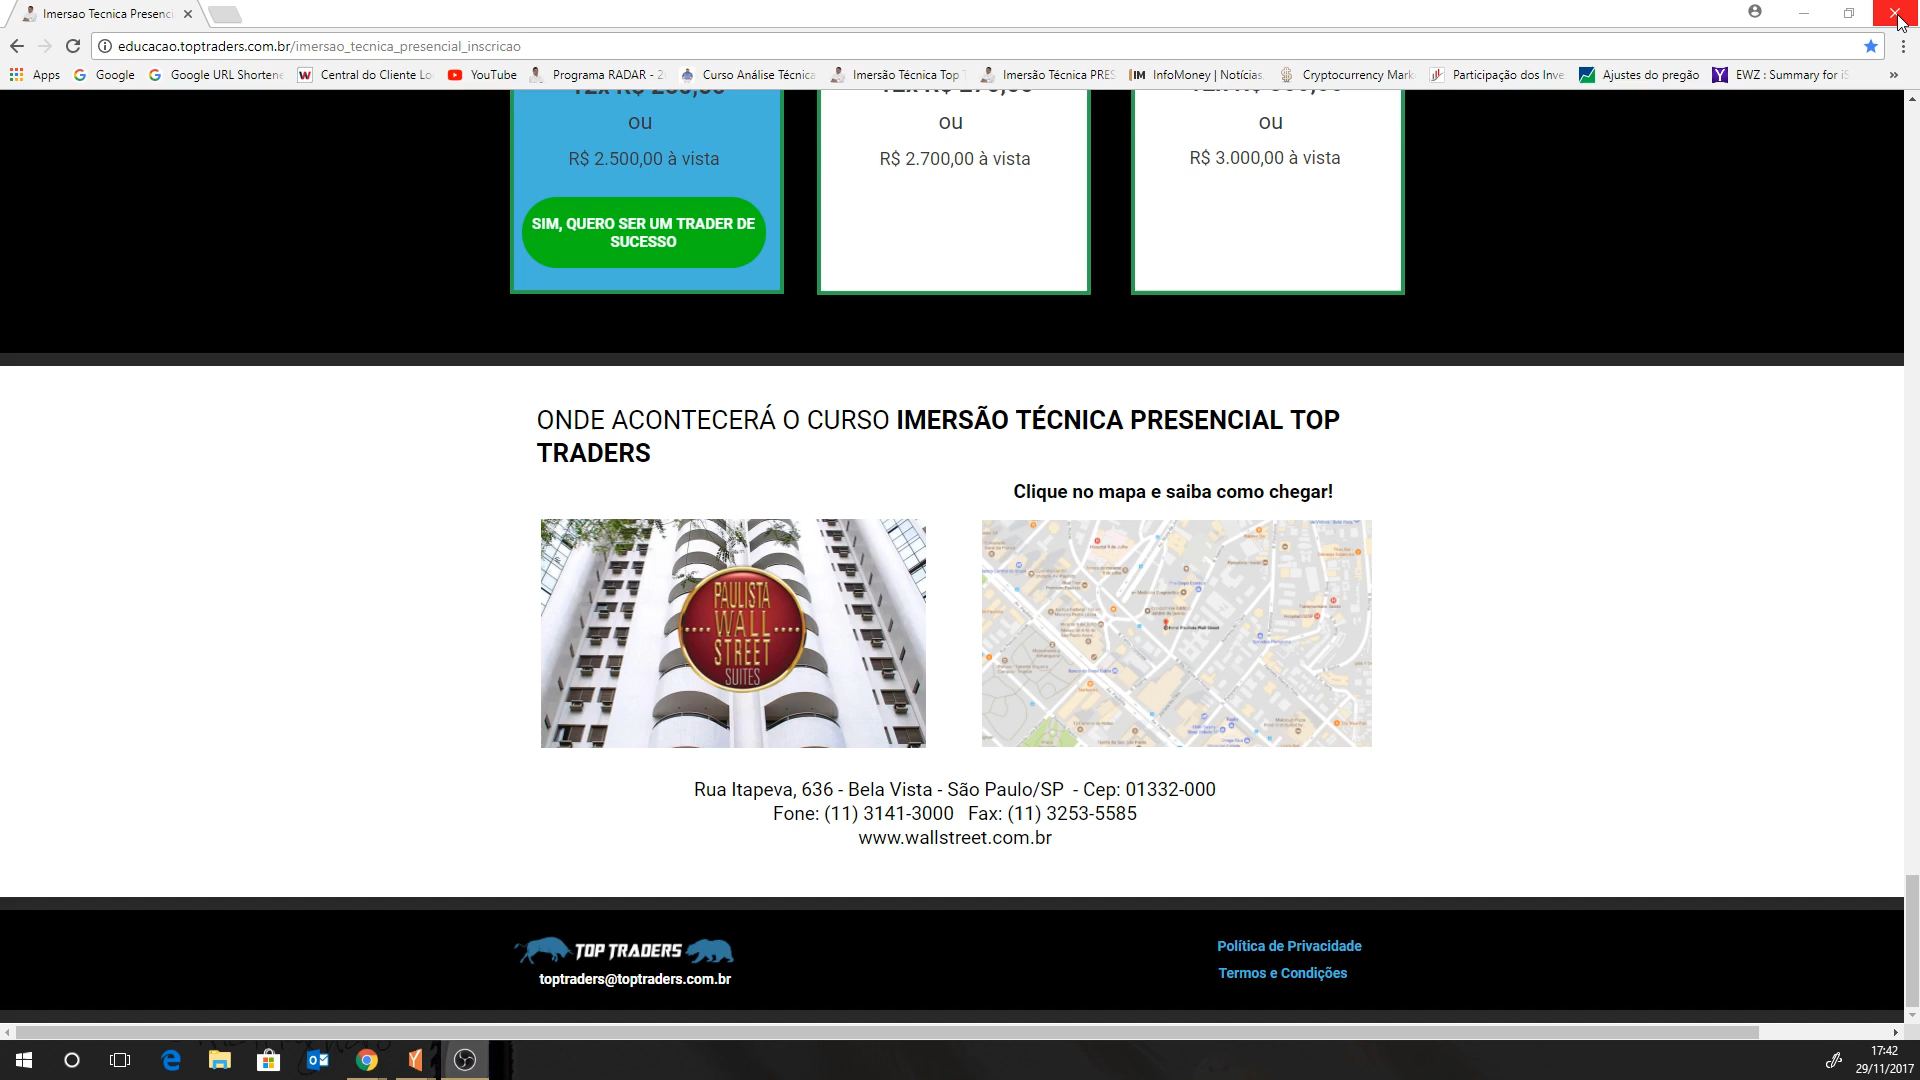 Imersao Tecnica Presenc
educacao.toptraders.com.br/imersao_tecnica_presencial_inscricao
Apps Google Google URL Shortene Central do Cliente Lo YouTube Programa RADAR - 2 Curso Análise Técnica Imersão Técnica Top Imersão Técnica PRES InfoMoney | Notícias, Cryptocurrency Mark Participação dos Inve Ajustes do pregão EWZ : Summary for iS
ou ou ou
R$ 2.500,00 à vista R$ 2.700,00 à vista R$ 3.000,00 à vista
SIM, QUERO SER UM TRADER DE
SUCESSO
ONDE ACONTECERÁ O CURSO IMERSÃO TÉCNICA PRESENCIAL TOP
TRADERS
Clique no mapa e saiba como chegar!
PAULISTA
WALL
STREET
SUITES
Rua Itapeva, 636 - Bela Vista - São Paulo/SP - Cep: 01332-000
Fone: (11) 3141-3000 Fax: (11) 3253-5585
www.wallstreet.com.br
TOP TRADERS
toptraders@toptraders.com.br
Política de Privacidade
Termos e Condições
17:42
29/11/2017